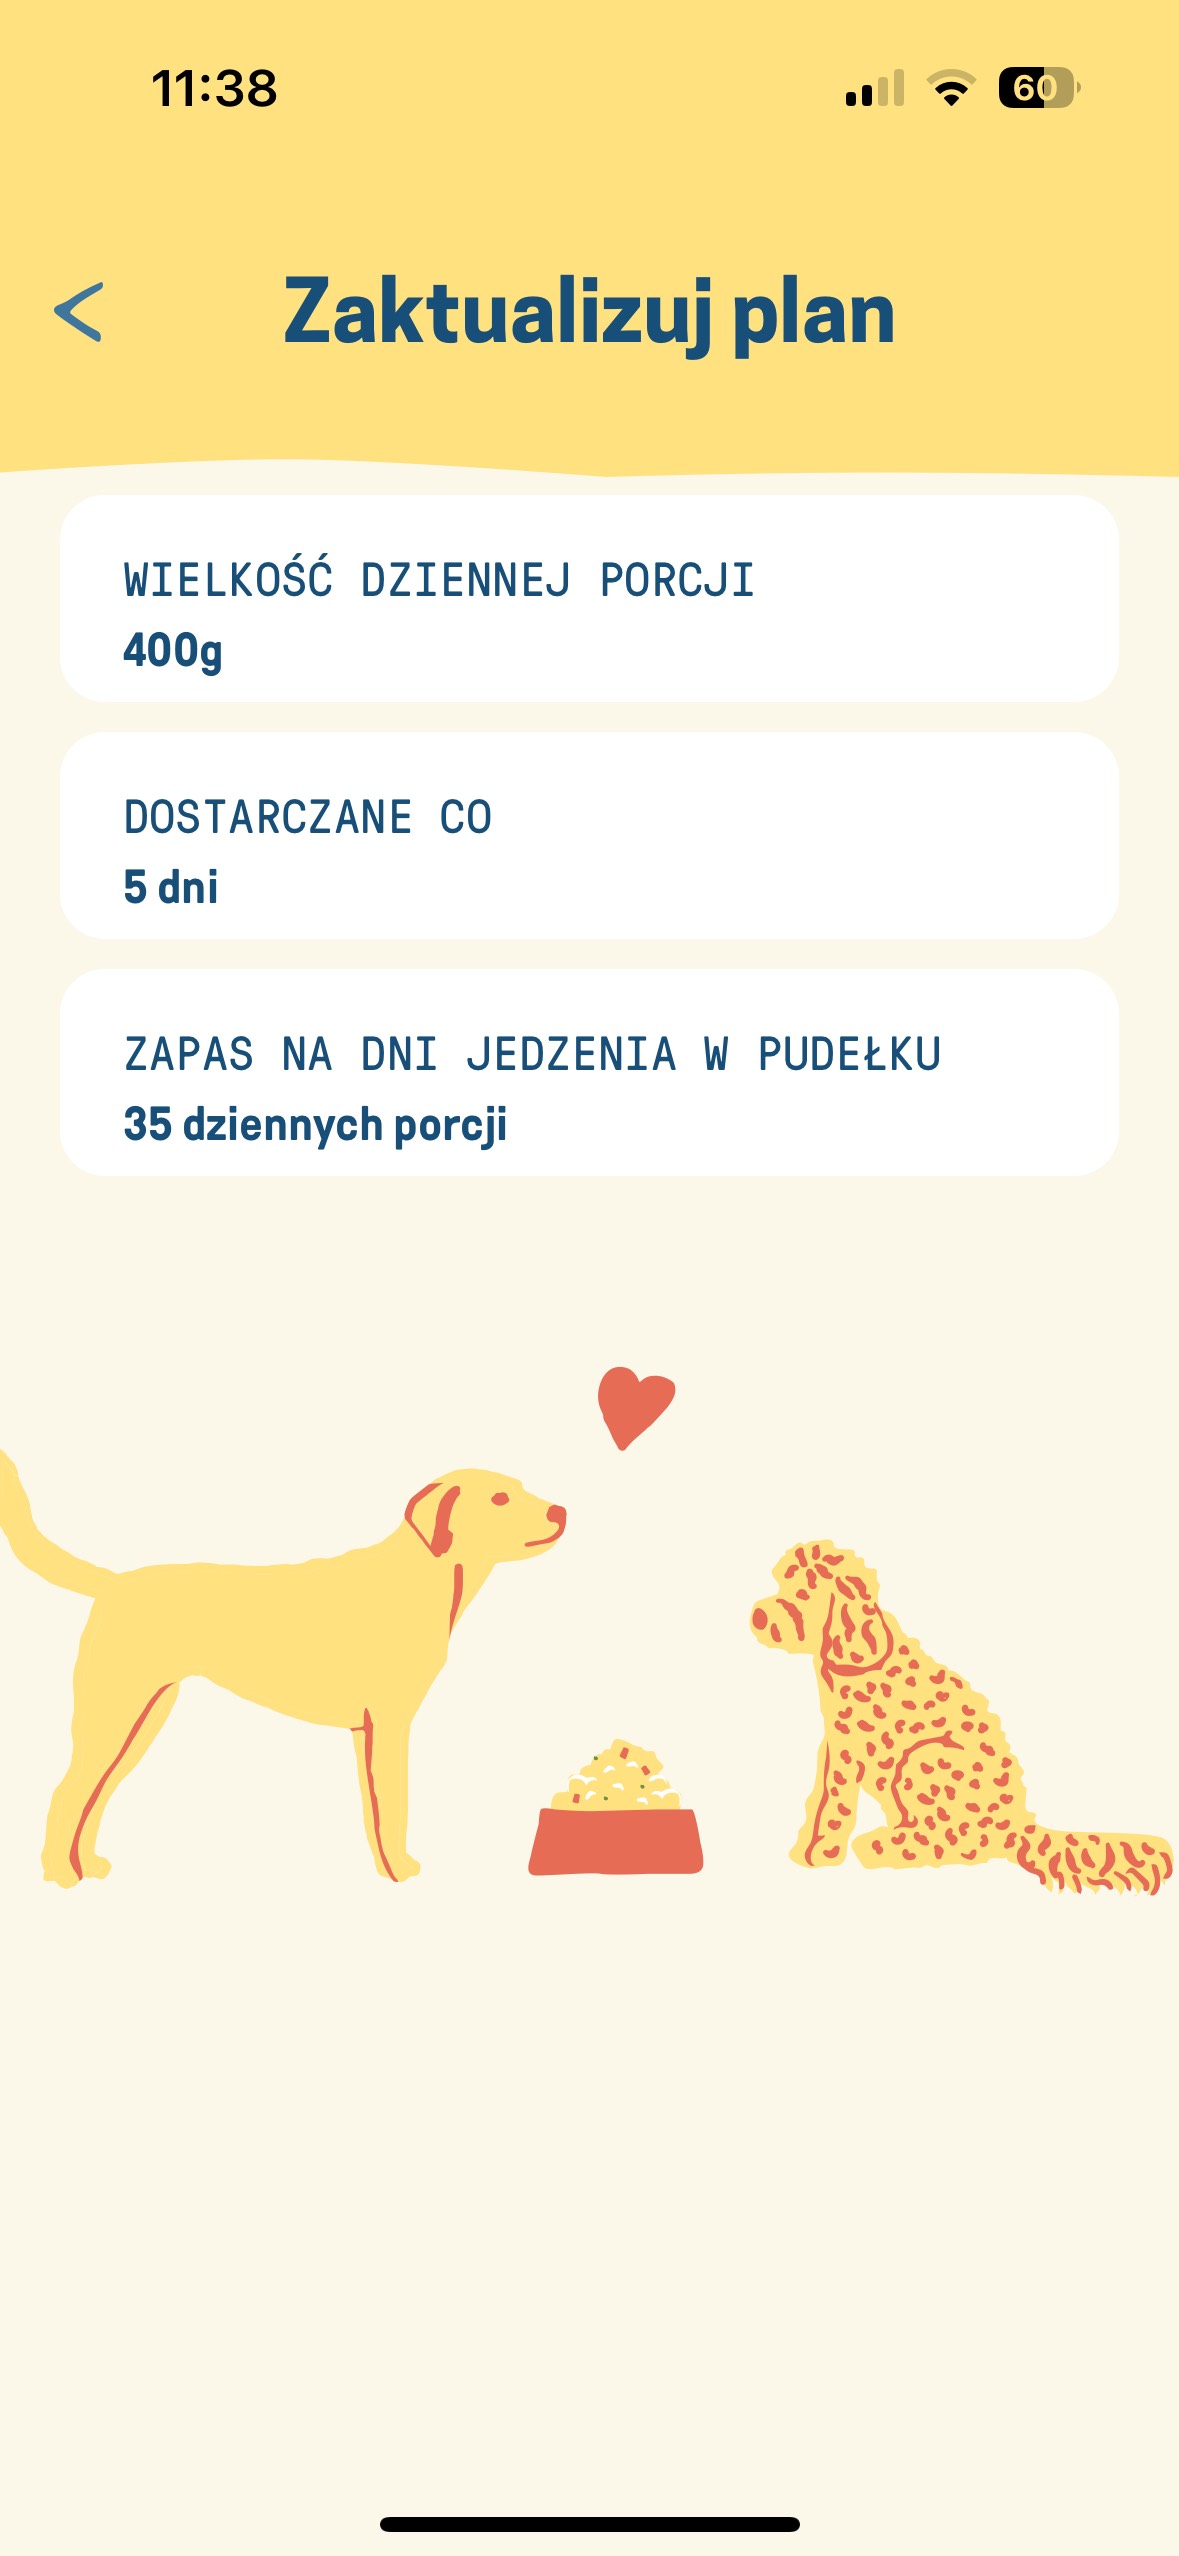 11:38
60
Zaktualizuj plan
WIELKOŚĆ DZIENNEJ PORCJI
400g
DOSTARCZANE CO
5 dni
ZAPAS NA DNI JEDZENIA W PUDEŁKU
35 dziennych porcji